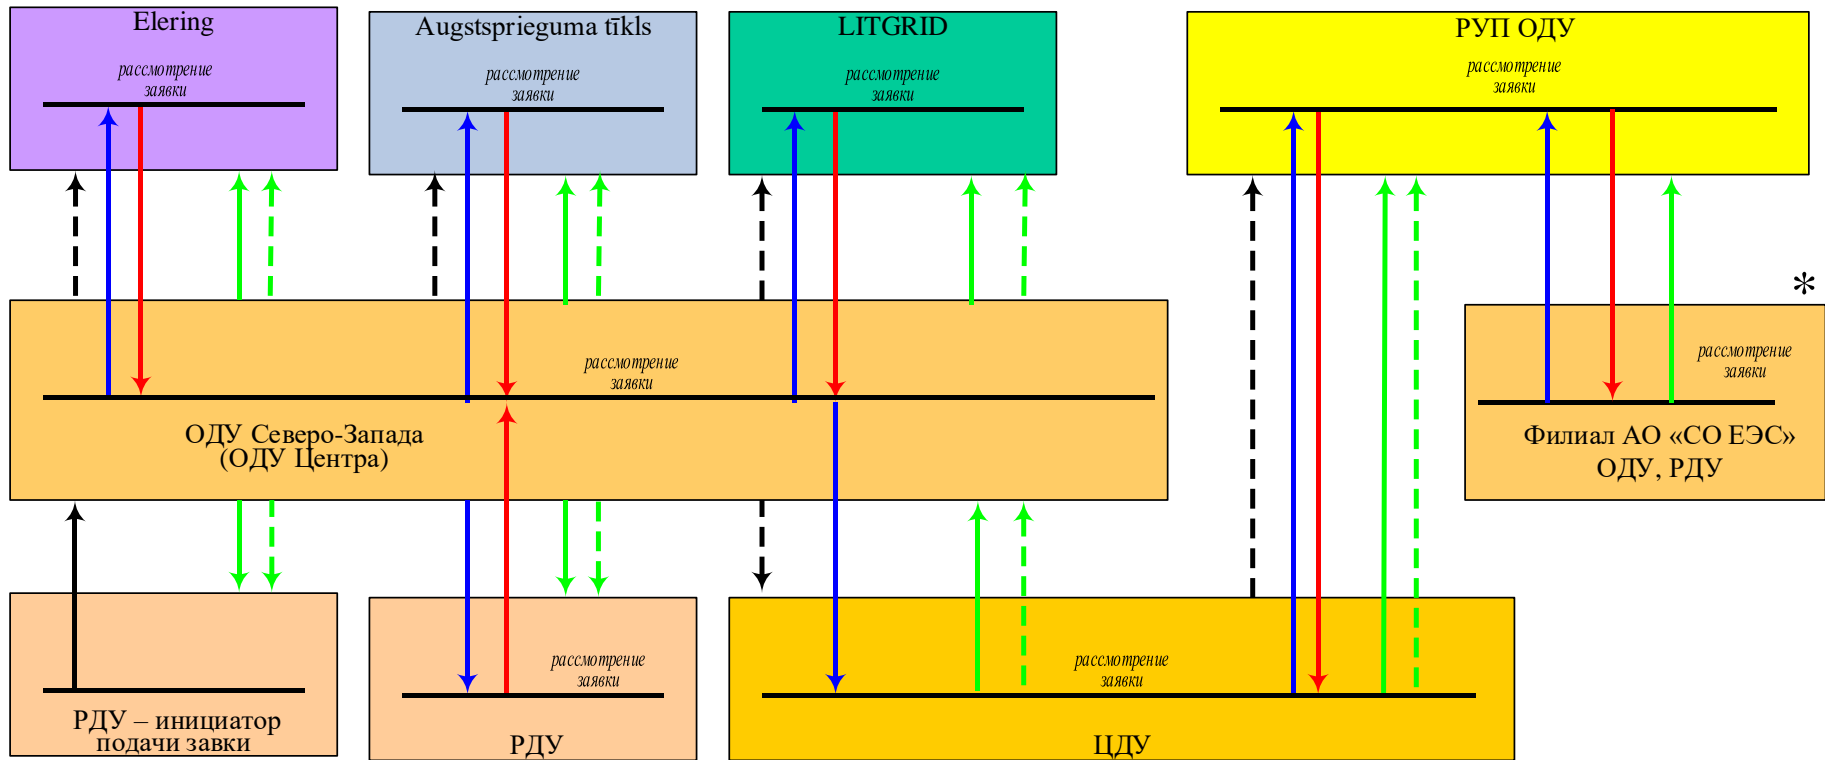 Elering
рассмотрение
заявки
Augstsprieguma tīkls
рассмотрение
заявки
LITGRID
рассмотрение
заявки
РУП ОДУ
рассмотрение
заявки
*
рассмотрение
заявки
ОДУ Северо-Запада
(ОДУ Центра)
рассмотрение
заявки
Филиал АО «СО ЕЭС»
ОДУ, РДУ
РДУ – инициатор
подачи завки
рассмотрение
заявки
РДУ
рассмотрение
заявки
ЦДУ